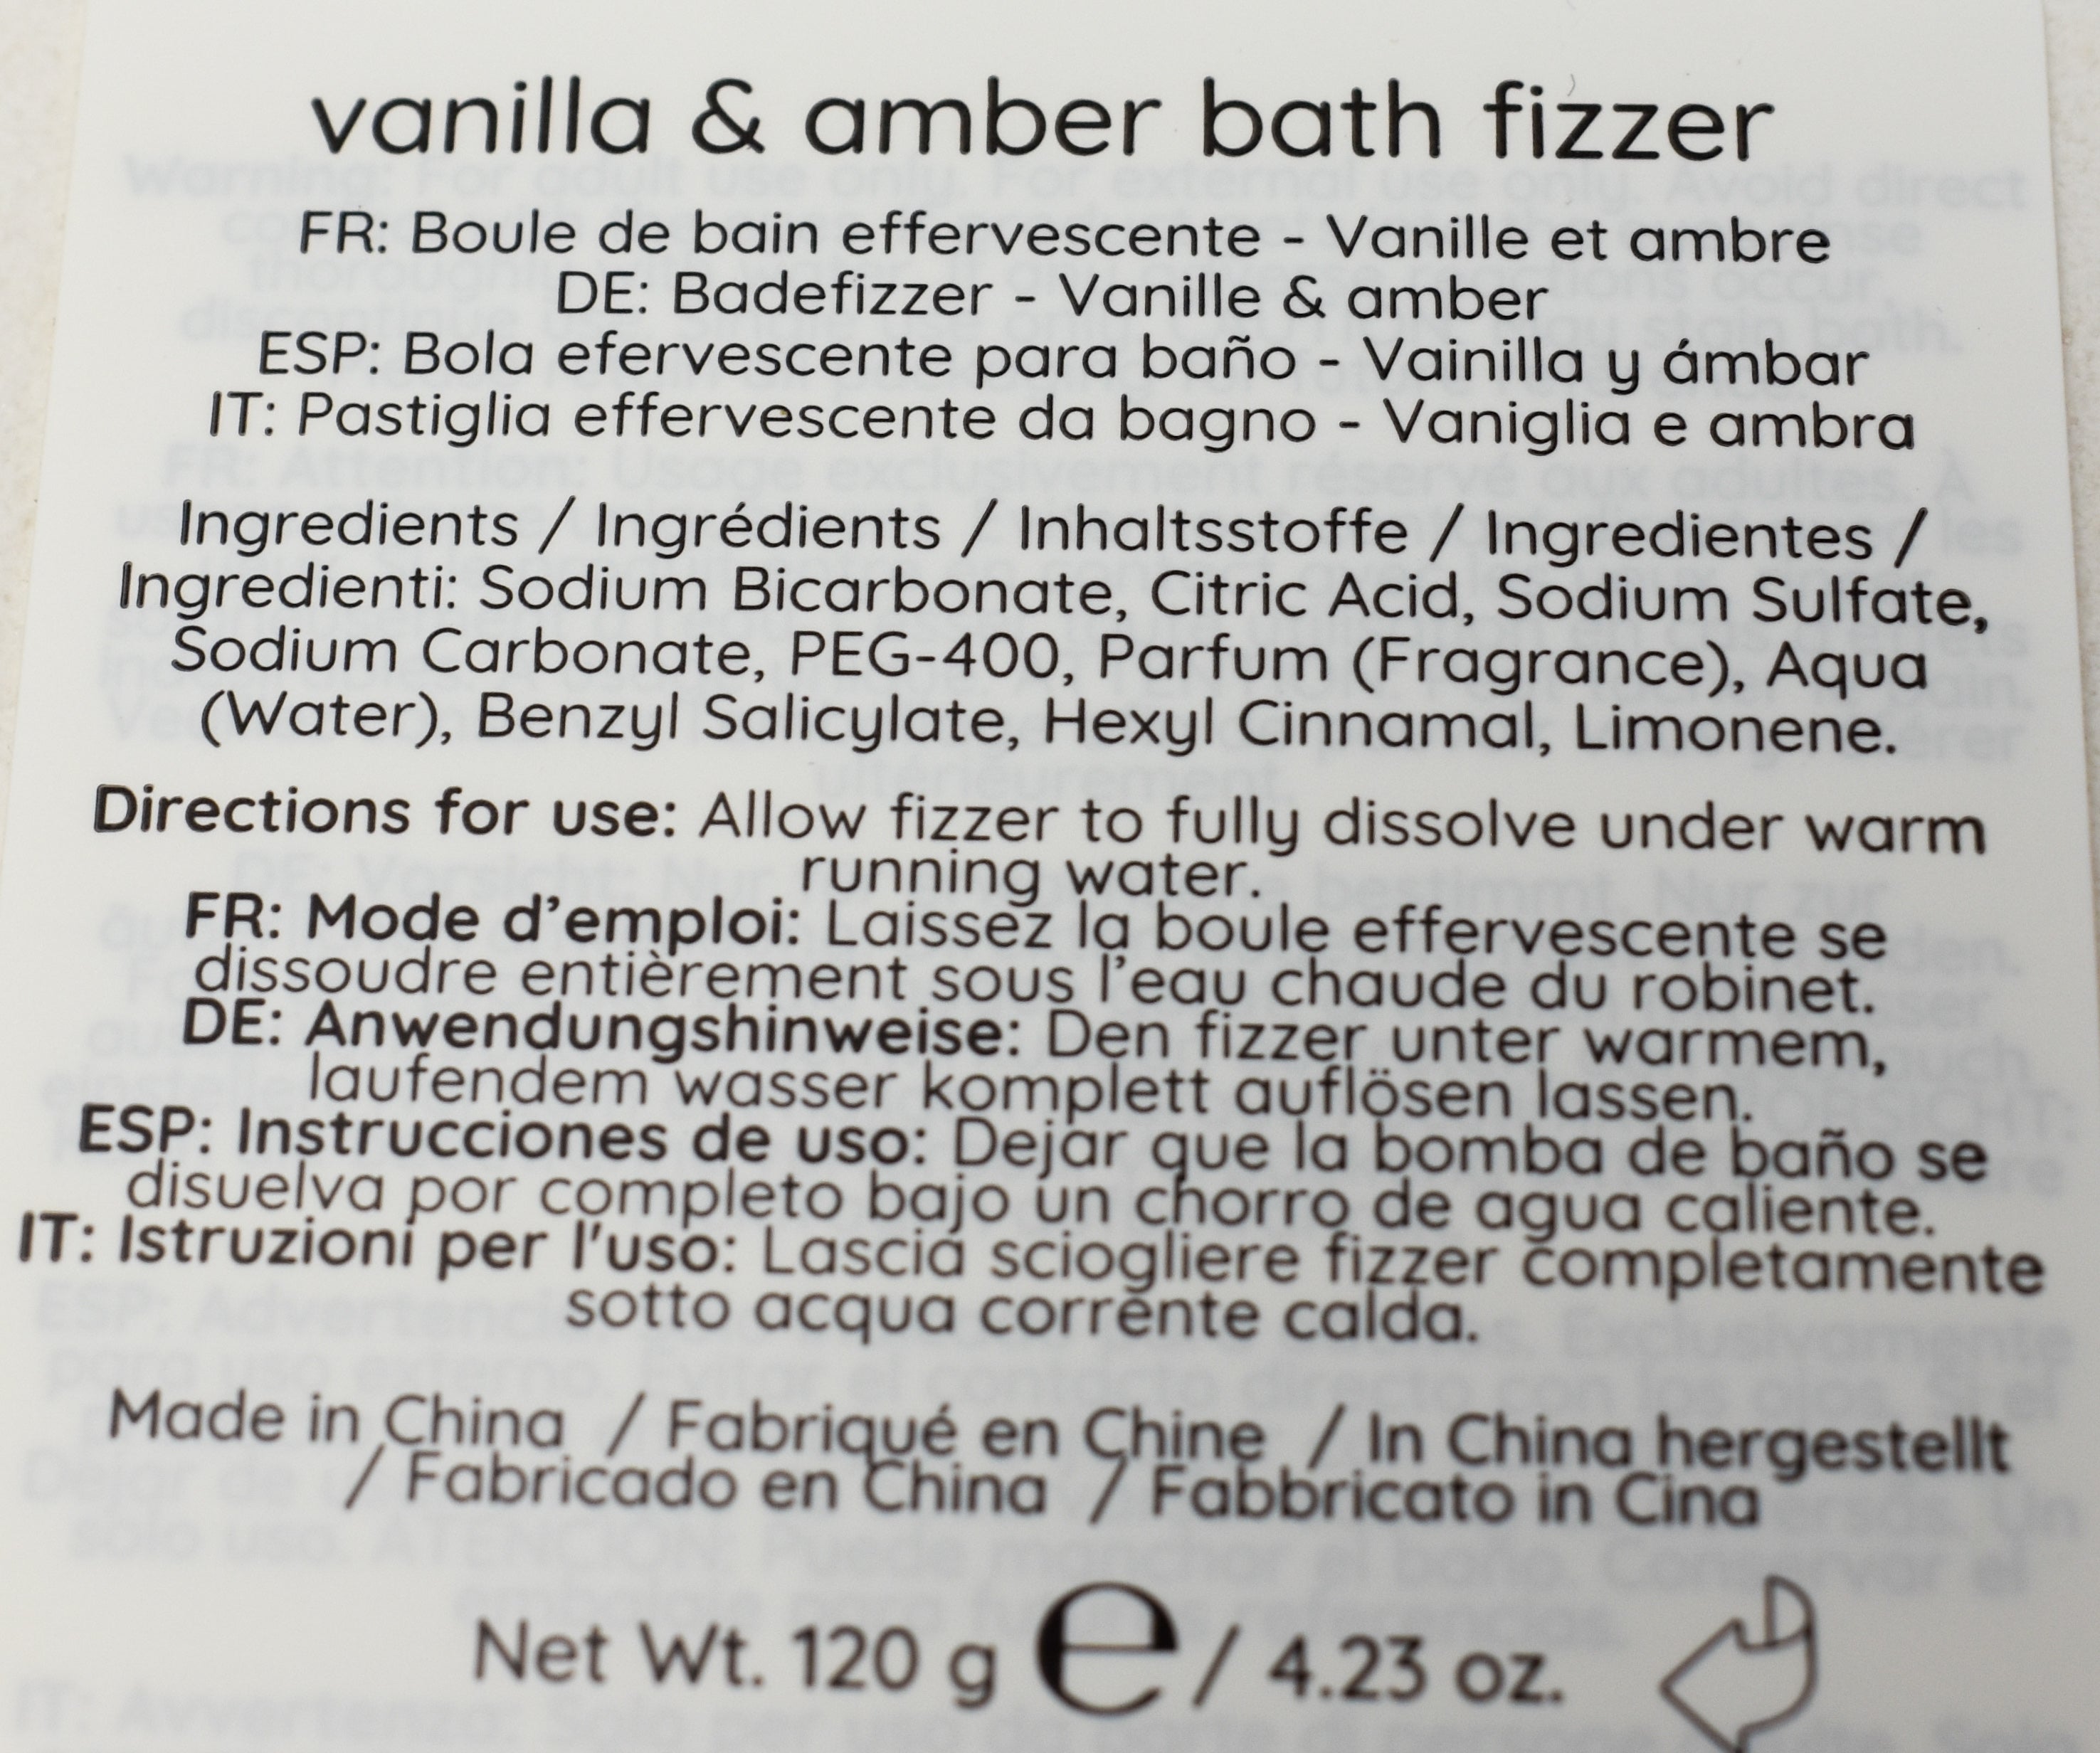 vanilla & amber bath fizzer
FR: Boule de bain effervescente - Vanille et ambre
DE: Badefizzer - Vanille & amber
ESP: Bola efervescente para baño - Vainilla y ámbar
IT: Pastiglia effervescente da bagno - Vaniglia e ambra
Ingredients / Ingrédients / Inhaltsstoffe / Ingredientes /
Ingredienti: Sodium Bicarbonate, Citric Acid, Sodium Sulfate,
Sodium Carbonate, PEG-400, Parfum (Fragrance), Aqua
(Water), Benzyl Salicylate, Hexyl Cinnamal, Limonene.
Directions for use: Allow fizzer to fully dissolve under warm
running water.
FR: Mode d'emploi: Laissez la boule effervescente se
dissoudre entièrement sous l'eau chaude du robinet.
DE: Anwendungshinweise: Den fizzer unter warmem,
laufendem wasser komplett auflösen lassen.
ESP: Instrucciones de uso: Dejar que la bomba de baño se
disuelva por completo bajo un chorro de agua caliente.
IT: Istruzioni per l'uso: Lascia sciogliere fizzer completamente
sotto acqua corrente calda.
Made in China / Fabriqué en Chine / In China hergestellt
/ Fabricado en China / Fabbricato in Cina
Net Wt. 120 g e / 4.23 oz.